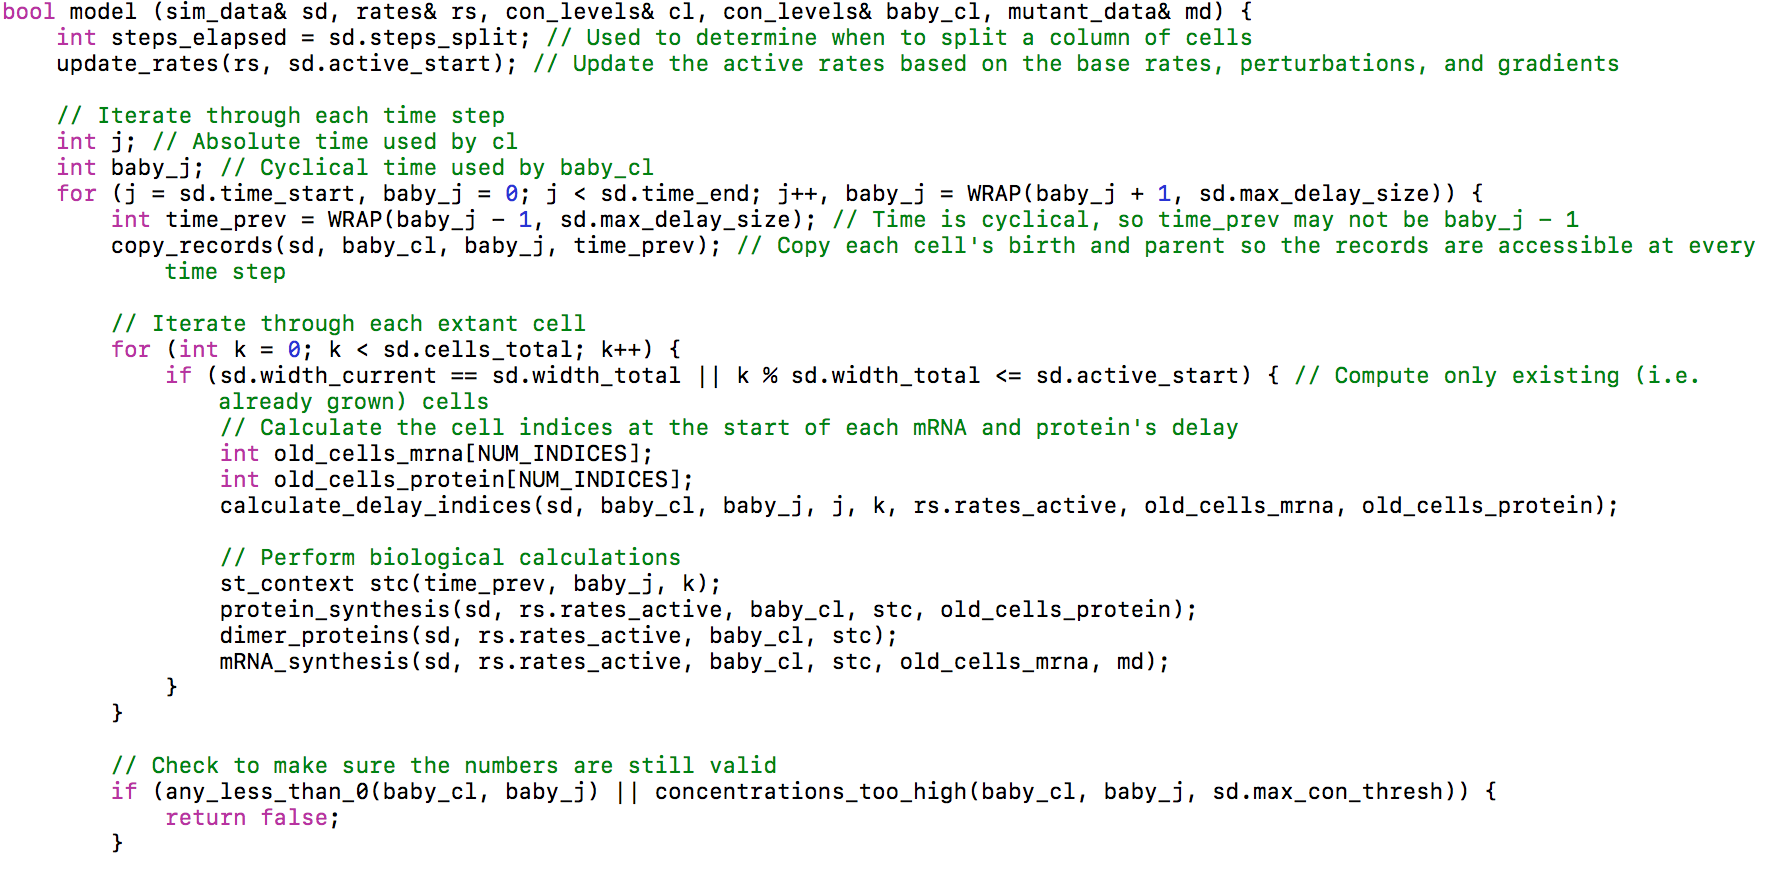 bool model (sim_data& sd, rates& rs, con_levels& cl, con_levels& baby_cl, mutant_data& md) {
    int steps_elapsed = sd.steps_split; // Used to determine when to split a column of cells
    update_rates(rs, sd.active_start); // Update the active rates based on the base rates, perturbations, and gradients

    // Iterate through each time step
    int j; // Absolute time used by cl
    int baby_j; // Cyclical time used by baby_cl
    for (j = sd.time_start, baby_j = 0; j < sd.time_end; j++, baby_j = WRAP(baby_j + 1, sd.max_delay_size)) {
        int time_prev = WRAP(baby_j - 1, sd.max_delay_size); // Time is cyclical, so time_prev may not be baby_j - 1
        copy_records(sd, baby_cl, baby_j, time_prev); // Copy each cell's birth and parent so the records are accessible at every
            time step

        // Iterate through each extant cell
        for (int k = 0; k < sd.cells_total; k++) {
            if (sd.width_current == sd.width_total || k % sd.width_total <= sd.active_start) { // Compute only existing (i.e.
                already grown) cells
                // Calculate the cell indices at the start of each mRNA and protein's delay
                int old_cells_mrna[NUM_INDICES];
                int old_cells_protein[NUM_INDICES];
                calculate_delay_indices(sd, baby_cl, baby_j, j, k, rs.rates_active, old_cells_mrna, old_cells_protein);

                // Perform biological calculations
                st_context stc(time_prev, baby_j, k);
                protein_synthesis(sd, rs.rates_active, baby_cl, stc, old_cells_protein);
                dimer_proteins(sd, rs.rates_active, baby_cl, stc);
                mRNA_synthesis(sd, rs.rates_active, baby_cl, stc, old_cells_mrna, md);
            }
        }

        // Check to make sure the numbers are still valid
        if (any_less_than_0(baby_cl, baby_j) || concentrations_too_high(baby_cl, baby_j, sd.max_con_thresh)) {
            return false;
        }